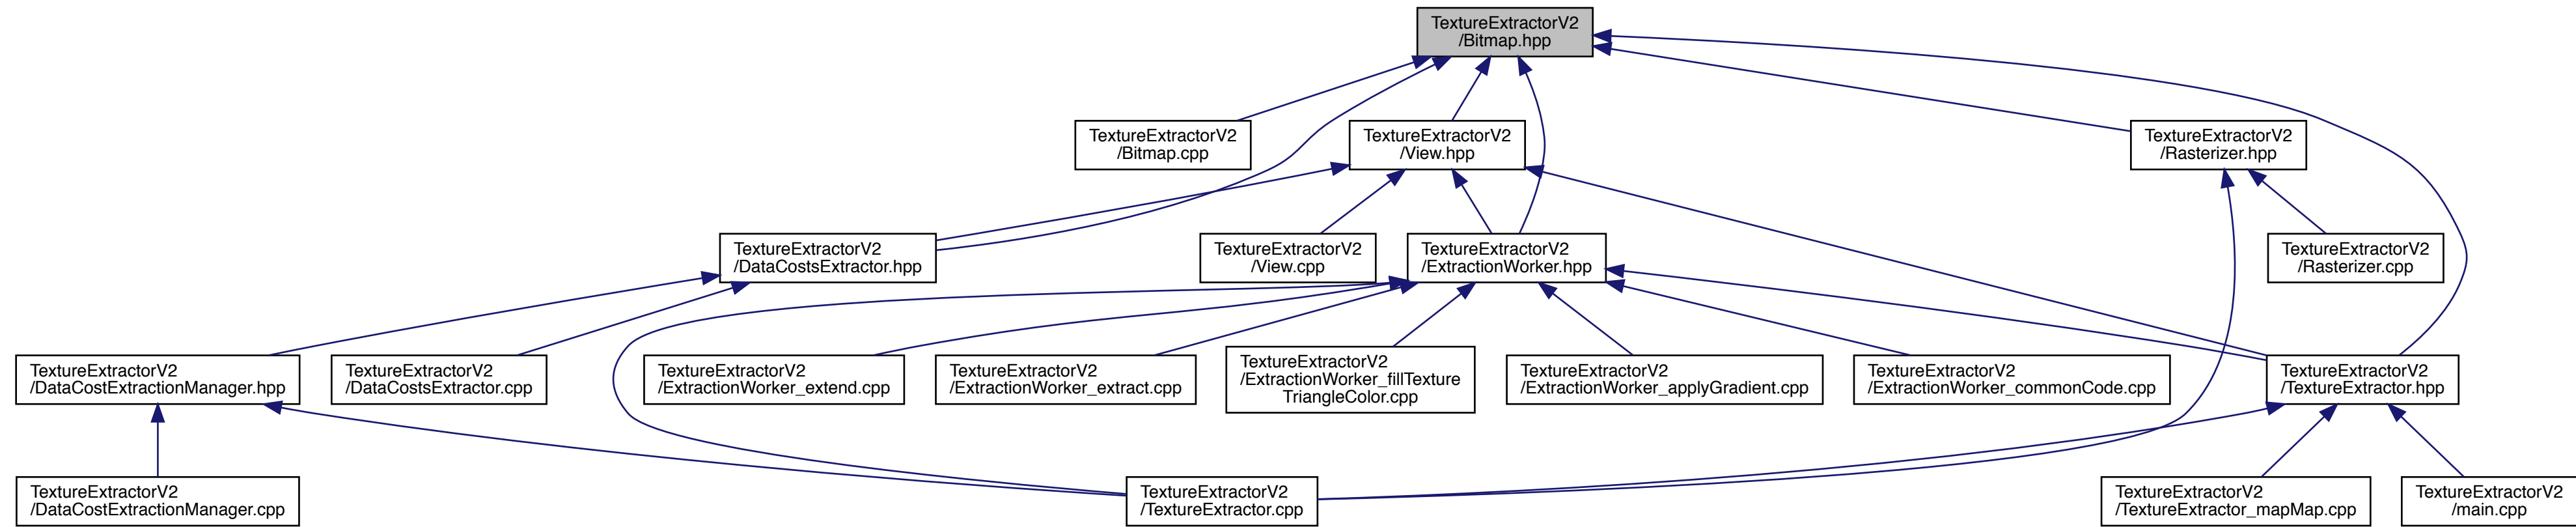 TextureExtractorV2
/Bitmap.hpp
TextureExtractorV2
/Bitmap.cpp
TextureExtractorV2
/View.hpp
TextureExtractorV2
/Rasterizer.hpp
TextureExtractorV2
/DataCostsExtractor.hpp
TextureExtractorV2
/View.cpp
TextureExtractorV2
/ExtractionWorker.hpp
TextureExtractorV2
/Rasterizer.cpp
TextureExtractorV2
/DataCostExtractionManager.hpp
TextureExtractorV2
/DataCostsExtractor.cpp
TextureExtractorV2
/ExtractionWorker_extend.cpp
TextureExtractorV2
/ExtractionWorker_extract.cpp
TextureExtractorV2
/ExtractionWorker_fillTexture
TriangleColor.cpp
TextureExtractorV2
/ExtractionWorker_applyGradient.cpp
TextureExtractorV2
/ExtractionWorker_commonCode.cpp
TextureExtractorV2
/TextureExtractor.hpp
TextureExtractorV2
/DataCostExtractionManager.cpp
TextureExtractorV2
/TextureExtractor.cpp
TextureExtractorV2
/TextureExtractor_mapMap.cpp
TextureExtractorV2
/main.cpp